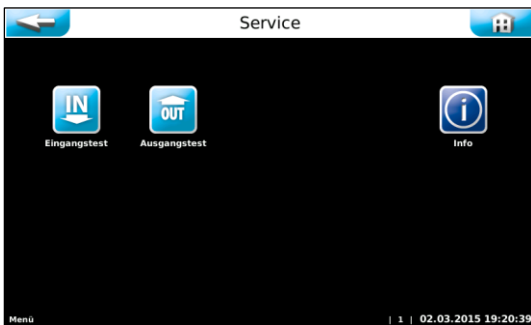 Service
IN
OUT
i
Eingangstest
Ausgangstest
Info
Menü
| 1 | 02.03.2015 19:20:39